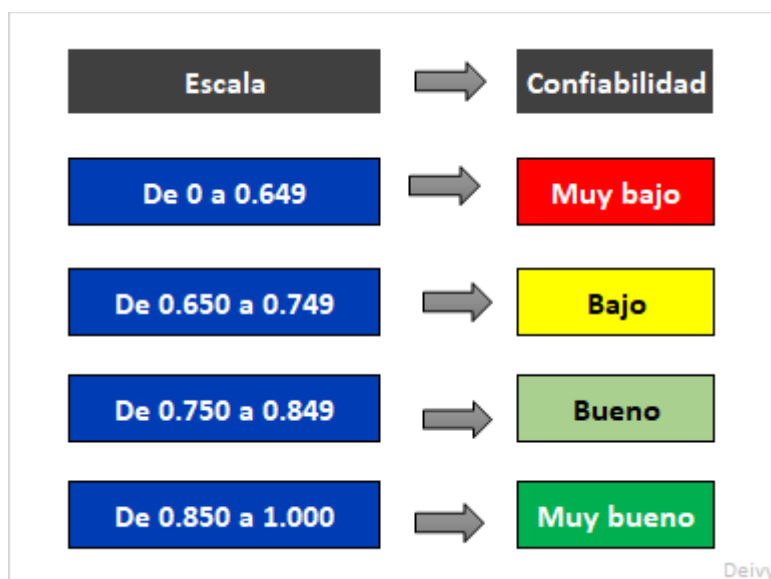 Escala
Confiabilidad
De 0 a 0.649
Muy bajo
De 0.650 a 0.749
Bajo
De 0.750 a 0.849
Bueno
De 0.850 a 1.000
Muy bueno
Deivy